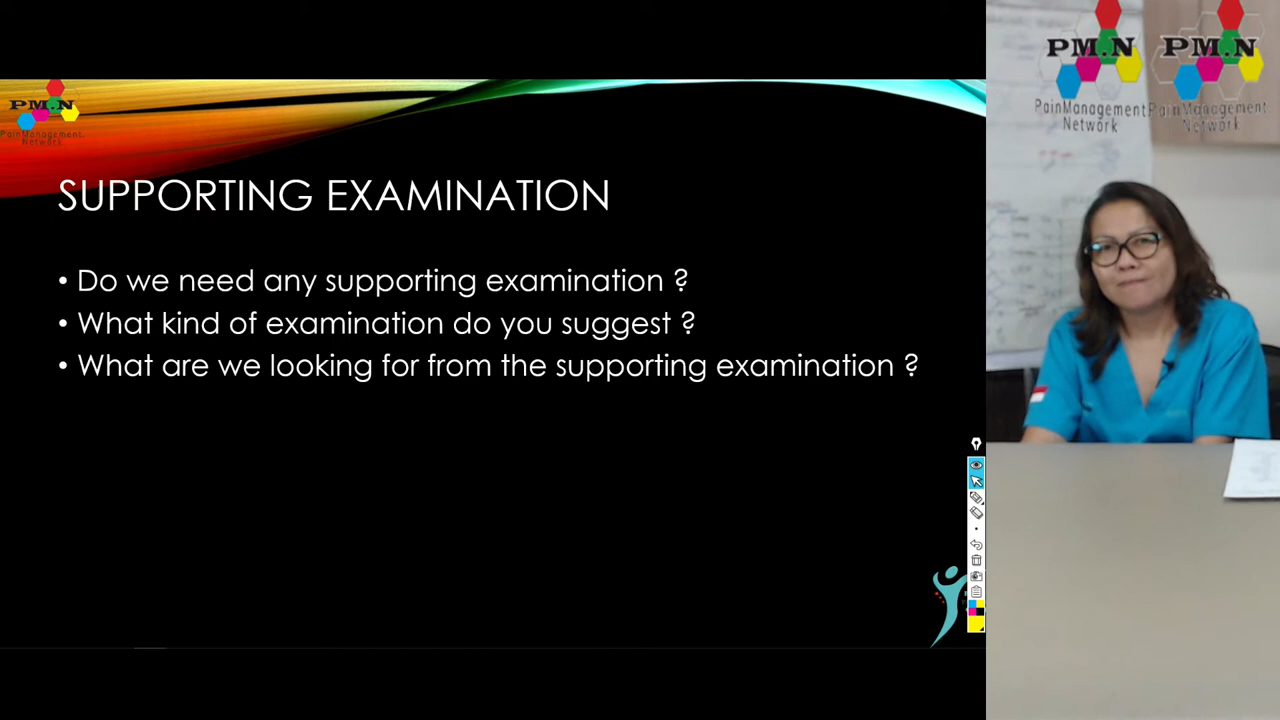 PM.N
PainManagement
Network
SUPPORTING EXAMINATION
• Do we need any supporting examination ?
• What kind of examination do you suggest ?
• What are we looking for from the supporting examination ?
PM.N
PainManagement
Network
PM.N
PainManagement
Network